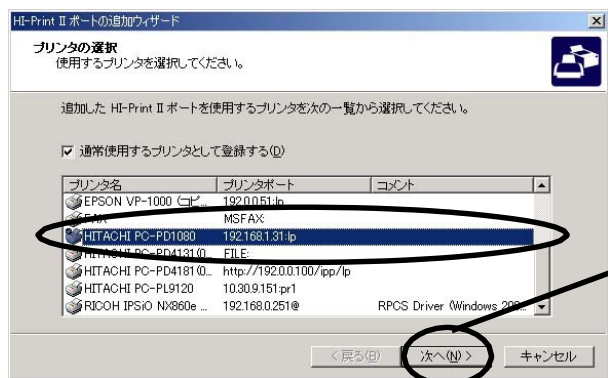 HI-Print Ⅱ ポートの追加ウィザード
プリンタの選択
使用するプリンタを選択してください。
追加した HI-Print Ⅱ ポートを使用するプリンタを次の一覧から選択してください。
通常使用するプリンタとして登録する(D)
プリンタ名 プリンタポート コメント
EPSON VP-1000 (コピ... 192.0.0.51:lp
FAX MSFAX:
HITACHI PC-PD1080 192.168.1.31:lp
HITACHI PC-PD4131 (0... FILE:
HITACHI PC-PD4181 (0... http://192.0.0.100/ipp/lp
HITACHI PC-PL9120 10.30.9.151:pr1
RICOH IPSiO NX860e ... 192.168.0.251@ RPCS Driver (Windows 200...
< 戻る(B) 次へ(N) > キャンセル